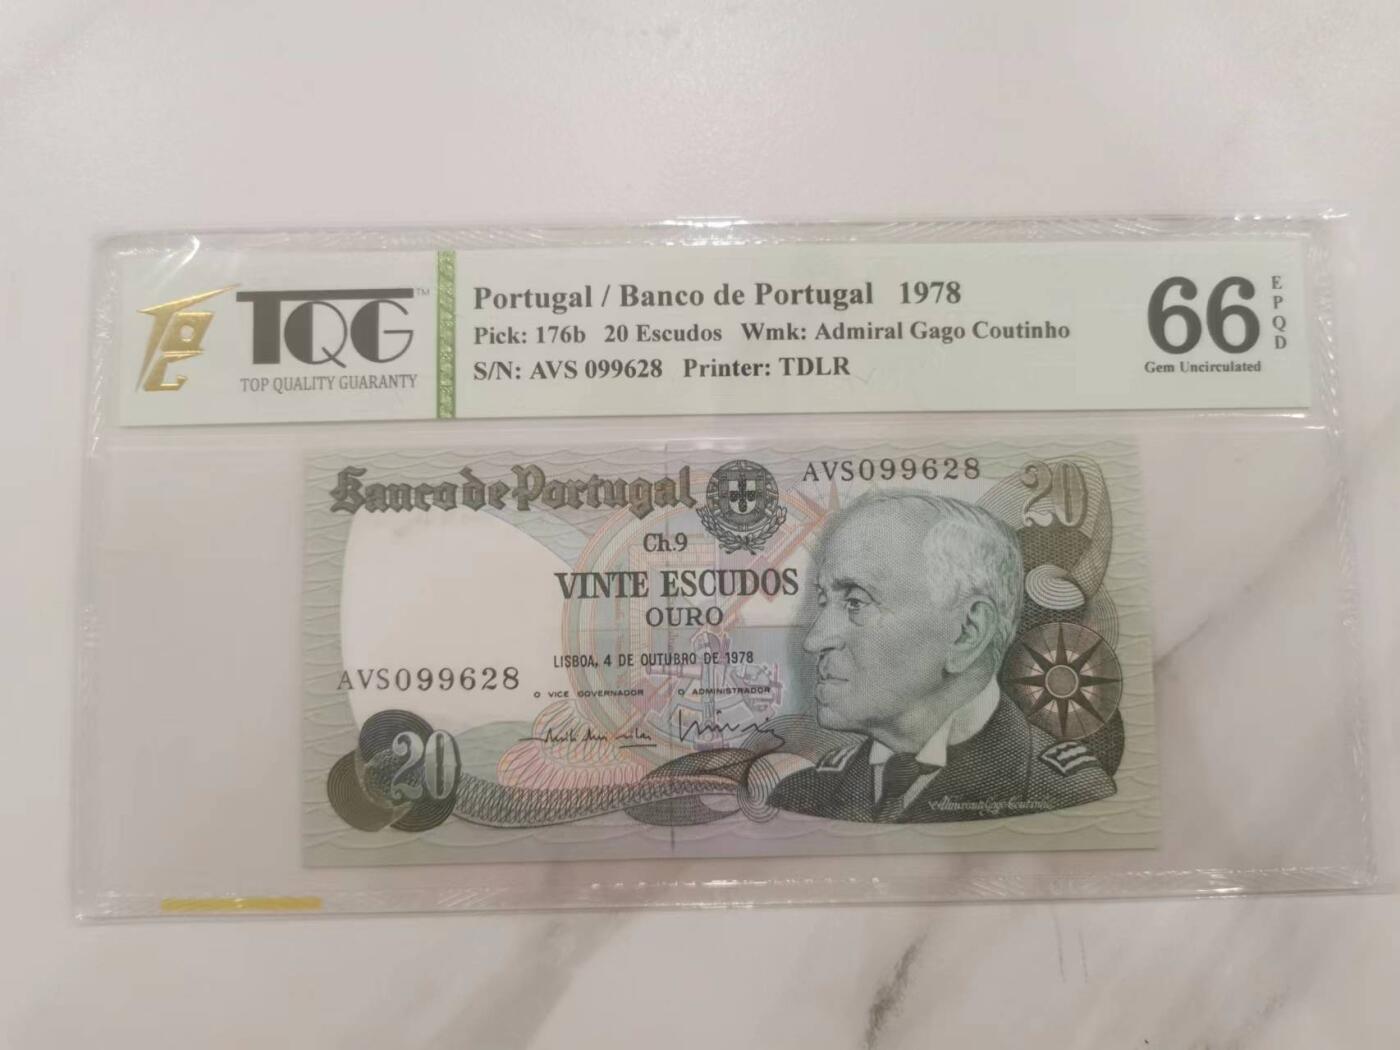 TQG™
TOP QUALITY GUARANTY
Portugal / Banco de Portugal 1978
Pick: 176b 20 Escudos Wmk: Admiral Gago Coutinho
S/N: AVS 099628 Printer: TDLR
66
EPQD
Gem Uncirculated
Banco de Portugal
AVS099628
20
Ch.9
VINTE ESCUDOS
OURO
LISBOA, 4 DE OUTUBRO DE 1978
AVS099628
O VICE GOVERNADOR O ADMINISTRADOR
20
Almirante Gago Coutinho